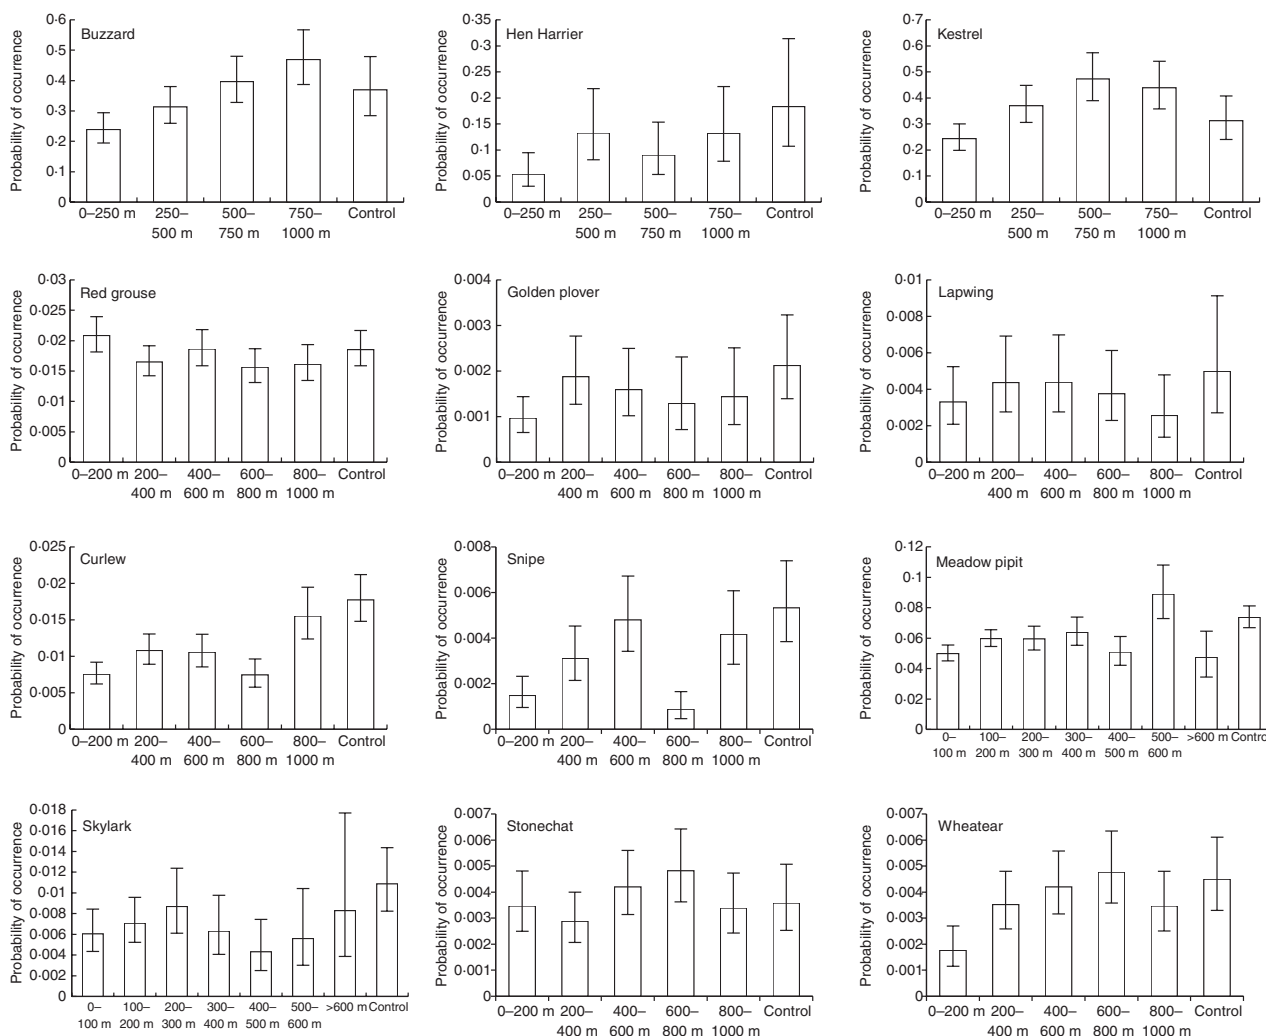 Buzzard
Probability of occurrence
0·6
0·5
0·4
0·3
0·2
0·1
0
0–250 m 250– 500– 750– Control
500 m 750 m 1000 m
Hen Harrier
Probability of occurrence
0·35
0·3
0·25
0·2
0·15
0·1
0·05
0
0–250 m 250– 500– 750– Control
500 m 750 m 1000 m
Kestrel
Probability of occurrence
0·7
0·6
0·5
0·4
0·3
0·2
0·1
0
0–250 m 250– 500– 750– Control
500 m 750 m 1000 m
Red grouse
Probability of occurrence
0·03
0·025
0·02
0·015
0·01
0·005
0
0–200 m 200– 400– 600– 800– Control
400 m 600 m 800 m 1000 m
Golden plover
Probability of occurrence
0·004
0·003
0·002
0·001
0
0–200 m 200– 400– 600– 800– Control
400 m 600 m 800 m 1000 m
Lapwing
Probability of occurrence
0·01
0·008
0·006
0·004
0·002
0
0–200 m 200– 400– 600– 800– Control
400 m 600 m 800 m 1000 m
Curlew
Probability of occurrence
0·025
0·02
0·015
0·01
0·005
0
0–200 m 200– 400– 600– 800– Control
400 m 600 m 800 m 1000 m
Snipe
Probability of occurrence
0·008
0·006
0·004
0·002
0
0–200 m 200– 400– 600– 800– Control
400 m 600 m 800 m 1000 m
Meadow pipit
Probability of occurrence
0·12
0·1
0·08
0·06
0·04
0·02
0
0– 100– 200– 300– 400– 500– >600 m Control
100 m 200 m 300 m 400 m 500 m 600 m
Skylark
Probability of occurrence
0·018
0·016
0·014
0·012
0·01
0·008
0·006
0·004
0·002
0
0– 100– 200– 300– 400– 500– >600 m Control
100 m 200 m 300 m 400 m 500 m 600 m
Stonechat
Probability of occurrence
0·007
0·006
0·005
0·004
0·003
0·002
0·001
0
0–200 m 200– 400– 600– 800– Control
400 m 600 m 800 m 1000 m
Wheatear
Probability of occurrence
0·007
0·006
0·005
0·004
0·003
0·002
0·001
0
0–200 m 200– 400– 600– 800– Control
400 m 600 m 800 m 1000 m